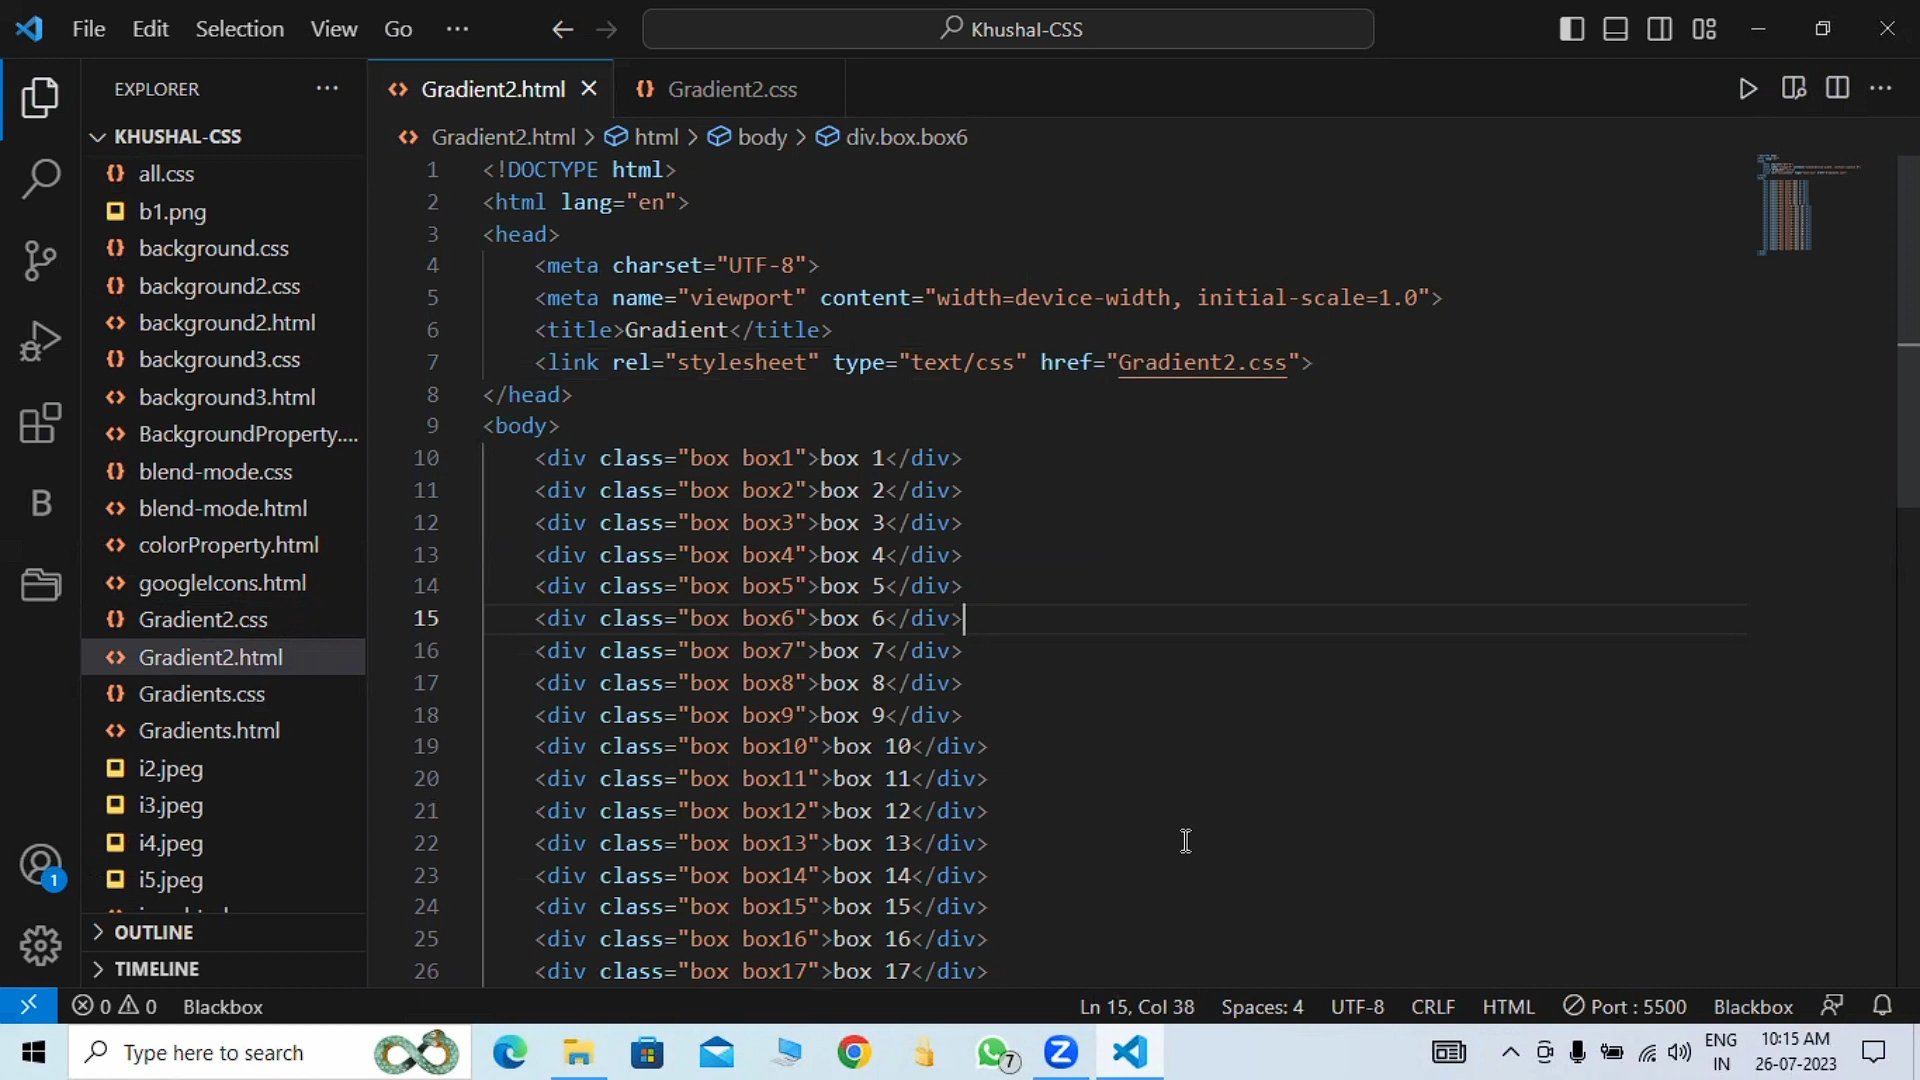 File Edit Selection View Go ···
Khushal-CSS
EXPLORER ···
Gradient2.html
Gradient2.css
KHUSHAL-CSS
Gradient2.html > html > body > div.box.box6
all.css
b1.png
background.css
background2.css
background2.html
background3.css
background3.html
BackgroundProperty....
blend-mode.css
blend-mode.html
colorProperty.html
googleIcons.html
Gradient2.css
Gradient2.html
Gradients.css
Gradients.html
i2.jpeg
i3.jpeg
i4.jpeg
i5.jpeg
OUTLINE
TIMELINE
B
1
1 <!DOCTYPE html>
2 <html lang="en">
3 <head>
4 <meta charset="UTF-8">
5 <meta name="viewport" content="width=device-width, initial-scale=1.0">
6 <title>Gradient</title>
7 <link rel="stylesheet" type="text/css" href="Gradient2.css">
8 </head>
9 <body>
10 <div class="box box1">box 1</div>
11 <div class="box box2">box 2</div>
12 <div class="box box3">box 3</div>
13 <div class="box box4">box 4</div>
14 <div class="box box5">box 5</div>
15 <div class="box box6">box 6</div>
16 <div class="box box7">box 7</div>
17 <div class="box box8">box 8</div>
18 <div class="box box9">box 9</div>
19 <div class="box box10">box 10</div>
20 <div class="box box11">box 11</div>
21 <div class="box box12">box 12</div>
22 <div class="box box13">box 13</div>
23 <div class="box box14">box 14</div>
24 <div class="box box15">box 15</div>
25 <div class="box box16">box 16</div>
26 <div class="box box17">box 17</div>
0 0 Blackbox
Ln 15, Col 38 Spaces: 4 UTF-8 CRLF HTML Port : 5500 Blackbox
Type here to search
7
ENG
IN
10:15 AM
26-07-2023